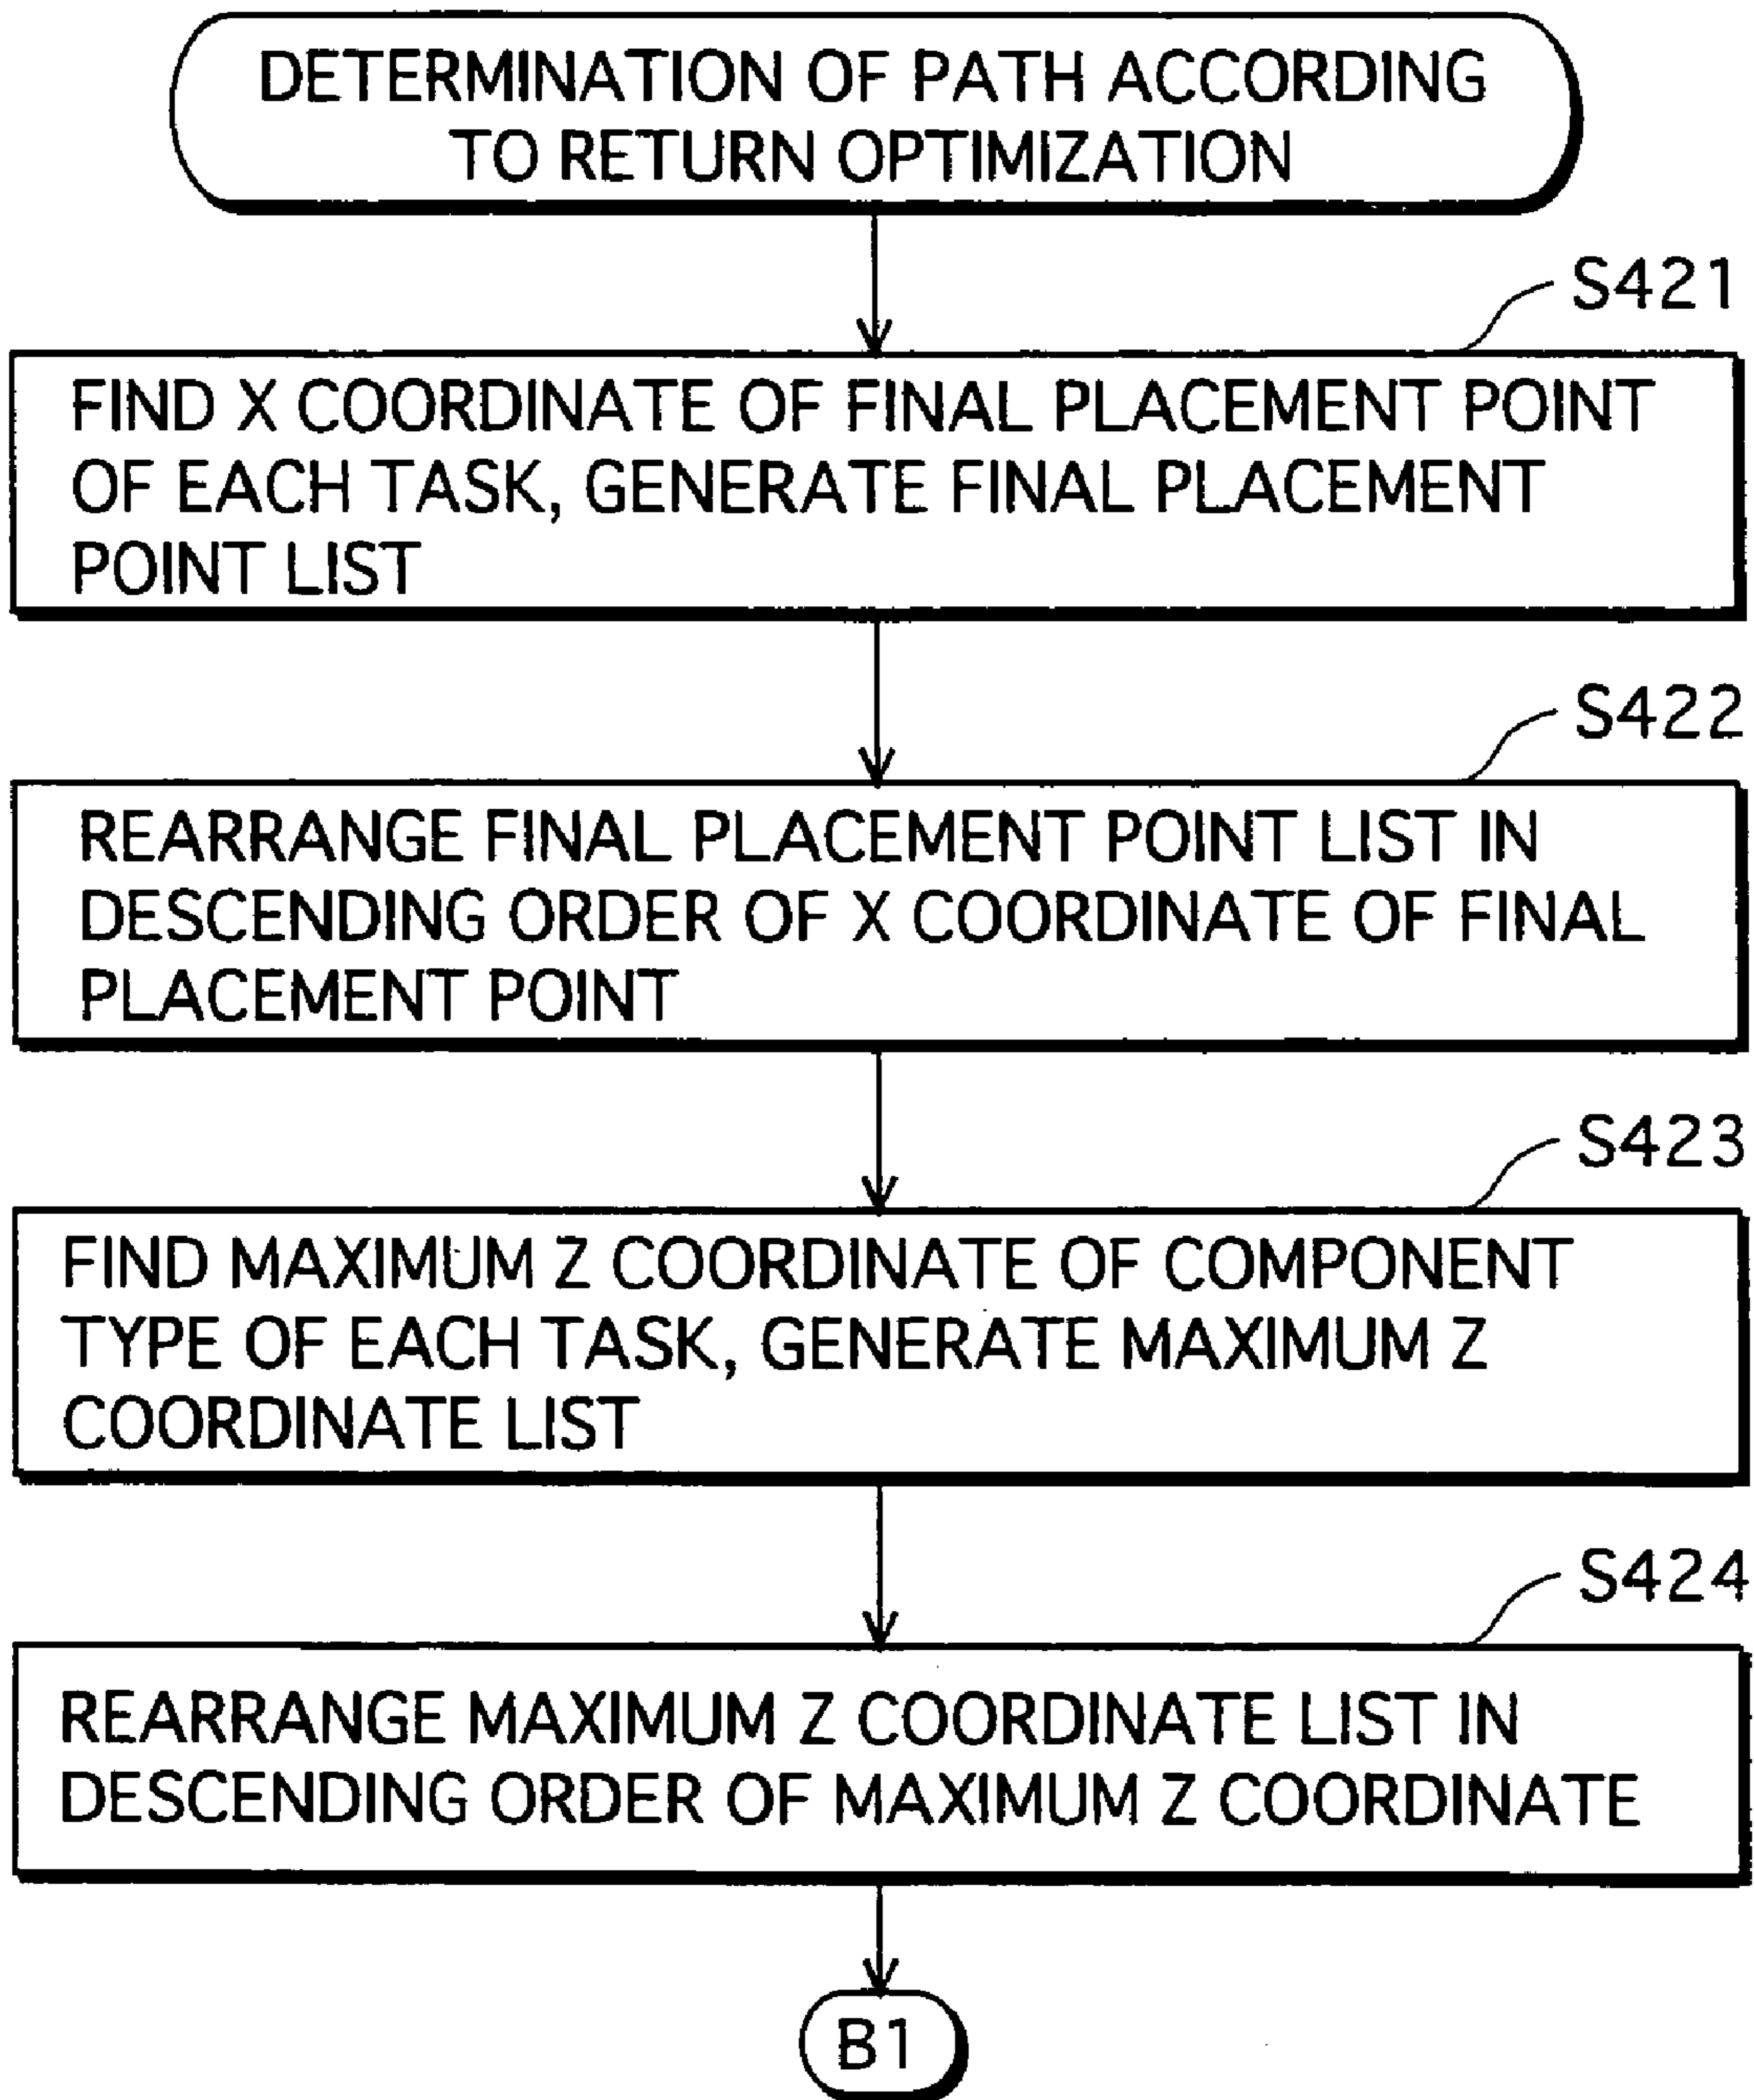 DETERMINATION OF PATH ACCORDING
TO RETURN OPTIMIZATION
S421
FIND X COORDINATE OF FINAL PLACEMENT POINT
OF EACH TASK, GENERATE FINAL PLACEMENT
POINT LIST
S422
REARRANGE FINAL PLACEMENT POINT LIST IN
DESCENDING ORDER OF X COORDINATE OF FINAL
PLACEMENT POINT
S423
FIND MAXIMUM Z COORDINATE OF COMPONENT
TYPE OF EACH TASK, GENERATE MAXIMUM Z
COORDINATE LIST
S424
REARRANGE MAXIMUM Z COORDINATE LIST IN
DESCENDING ORDER OF MAXIMUM Z COORDINATE
B1